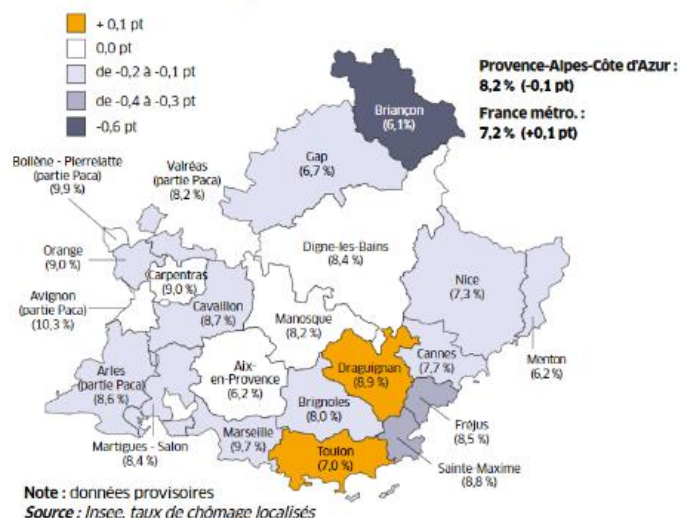 + 0,1 pt
0,0 pt
de -0,2 à -0,1 pt
de -0,4 à -0,3 pt
-0,6 pt
Provence-Alpes-Côte d'Azur :
8,2 % (-0,1 pt)
France métro. :
7,2 % (+0,1 pt)
Briançon
(6,1%)
Gap
(6,7 %)
Bollène - Pierrelatte
(partie Paca)
(9,9 %)
Valréas
(partie Paca)
(8,2 %)
Digne-les-Bains
(8,4 %)
Orange
(9,0 %)
Carpentras
(9,0 %)
Nice
(7,3 %)
Avignon
(partie Paca)
(10,3 %)
Cavaillon
(8,7 %)
Manosque
(8,2 %)
Menton
(6,2 %)
Cannes
(7,7 %)
Draguignan
(8,9 %)
Aix-
en-Provence
(6,2 %)
Arles
(partie Paca)
(8,6 %)
Brignoles
(8,0 %)
Fréjus
(8,5 %)
Marseille
(9,7 %)
Martigues - Salon
(8,4 %)
Toulon
(7,0 %)
Sainte-Maxime
(8,8 %)
Note : données provisoires
Source : Insee, taux de chômage localisés